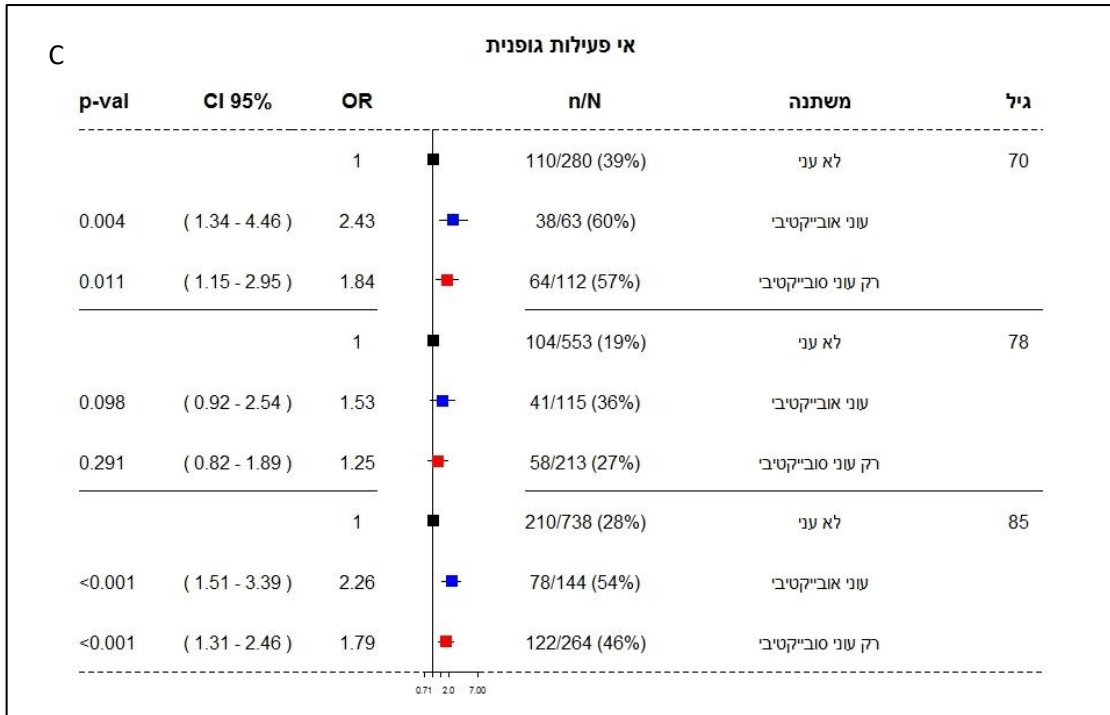 C
אי פעילות גופנית
גיל משתנה n/N OR CI 95% p-val
70 לא עני 110/280 (39%) 1
עוני אובייקטיבי 38/63 (60%) 2.43 ( 1.34 - 4.46 ) 0.004
רק עוני סובייקטיבי 64/112 (57%) 1.84 ( 1.15 - 2.95 ) 0.011
78 לא עני 104/553 (19%) 1
עוני אובייקטיבי 41/115 (36%) 1.53 ( 0.92 - 2.54 ) 0.098
רק עוני סובייקטיבי 58/213 (27%) 1.25 ( 0.82 - 1.89 ) 0.291
85 לא עני 210/738 (28%) 1
עוני אובייקטיבי 78/144 (54%) 2.26 ( 1.51 - 3.39 ) <0.001
רק עוני סובייקטיבי 122/264 (46%) 1.79 ( 1.31 - 2.46 ) <0.001
0.71 2.0 7.00